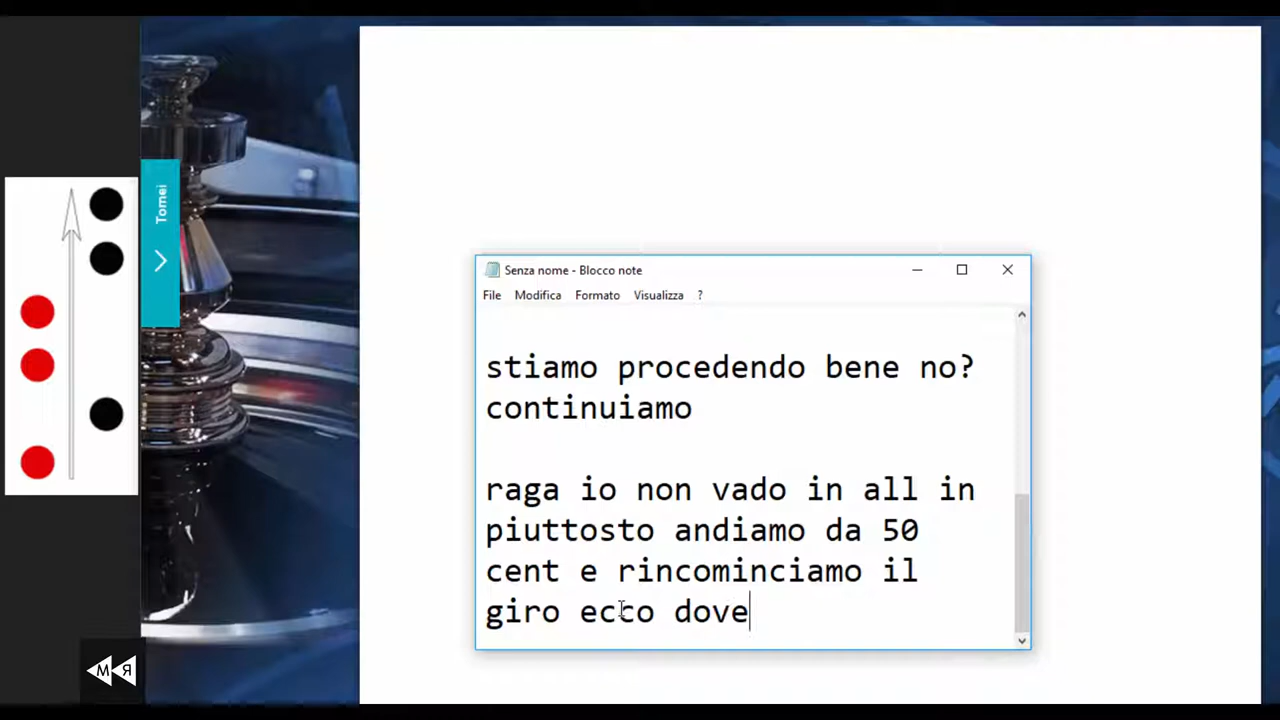 Tomei
Senza nome - Blocco note
File Modifica Formato Visualizza ?
stiamo procedendo bene no?
continuiamo
raga io non vado in all in
piuttosto andiamo da 50
cent e rincominciamo il
giro ecco dove
M R